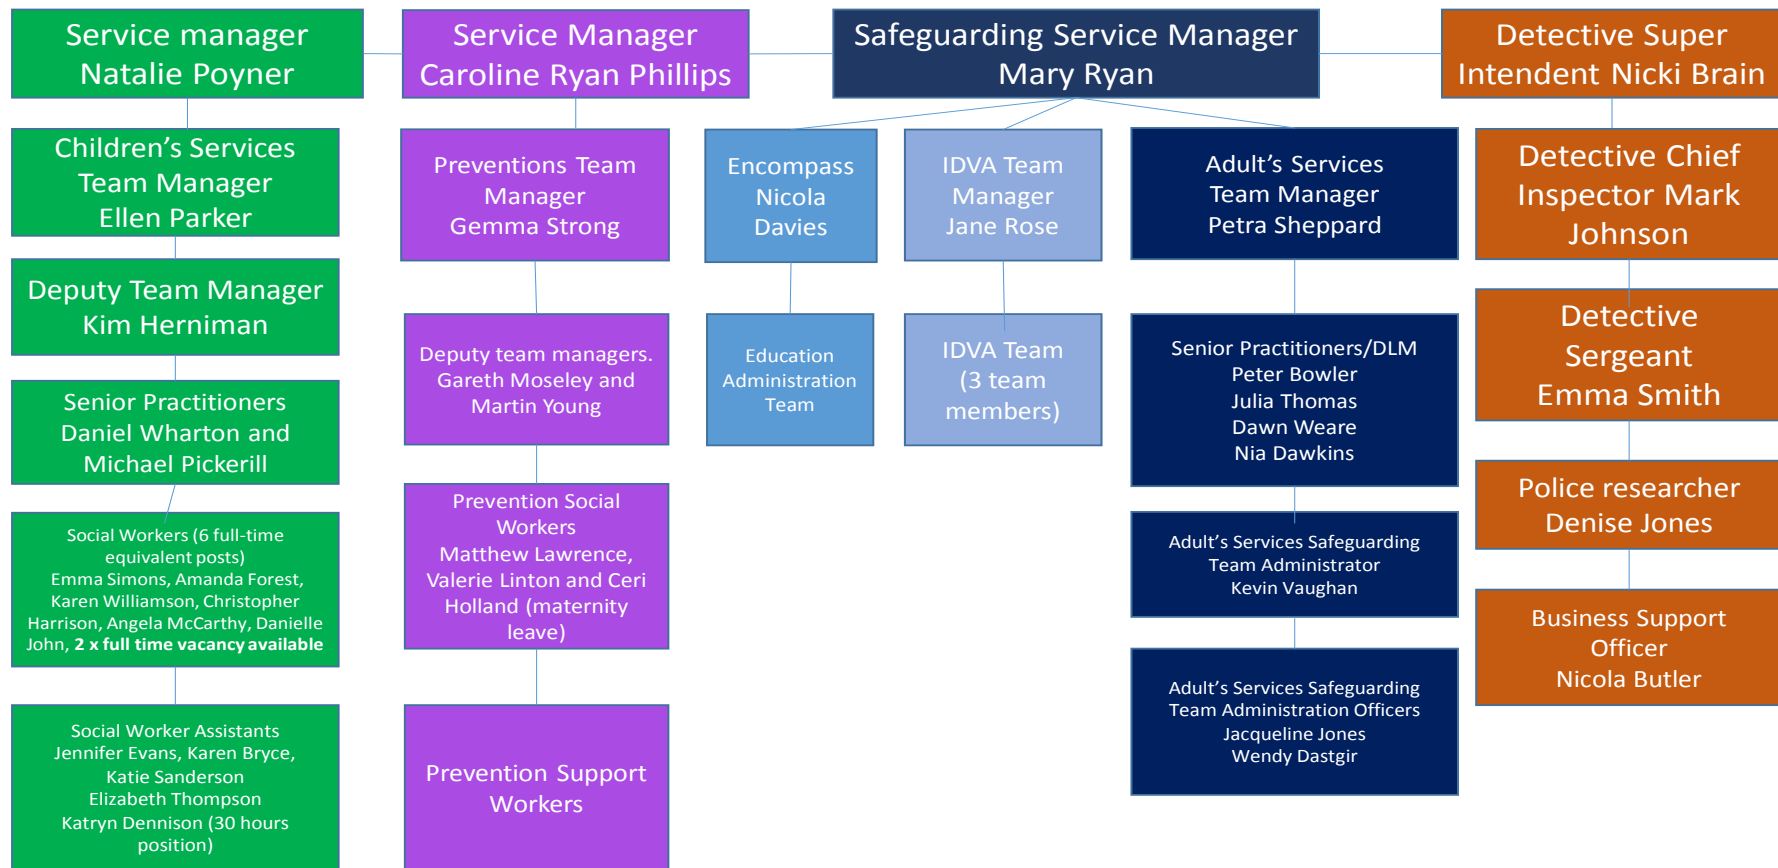 Service manager
Natalie Poyner
Service Manager
Caroline Ryan Phillips
Safeguarding Service Manager
Mary Ryan
Detective Super
Intendent Nicki Brain
Children’s Services
Team Manager
Ellen Parker
Deputy Team Manager
Kim Herniman
Senior Practitioners
Daniel Wharton and
Michael Pickerill
Social Workers (6 full-time
equivalent posts)
Emma Simons, Amanda Forest,
Karen Williamson, Christopher
Harrison, Angela McCarthy, Danielle
John, 2 x full time vacancy available
Social Worker Assistants
Jennifer Evans, Karen Bryce,
Katie Sanderson
Elizabeth Thompson
Katryn Dennison (30 hours
position)
Preventions Team
Manager
Gemma Strong
Deputy team managers.
Gareth Moseley and
Martin Young
Prevention Social
Workers
Matthew Lawrence,
Valerie Linton and Ceri
Holland (maternity
leave)
Prevention Support
Workers
Encompass
Nicola
Davies
Education
Administration
Team
IDVA Team
Manager
Jane Rose
IDVA Team
(3 team
members)
Adult’s Services
Team Manager
Petra Sheppard
Senior Practitioners/DLM
Peter Bowler
Julia Thomas
Dawn Weare
Nia Dawkins
Adult’s Services Safeguarding
Team Administrator
Kevin Vaughan
Adult’s Services Safeguarding
Team Administration Officers
Jacqueline Jones
Wendy Dastgir
Detective Chief
Inspector Mark
Johnson
Detective
Sergeant
Emma Smith
Police researcher
Denise Jones
Business Support
Officer
Nicola Butler